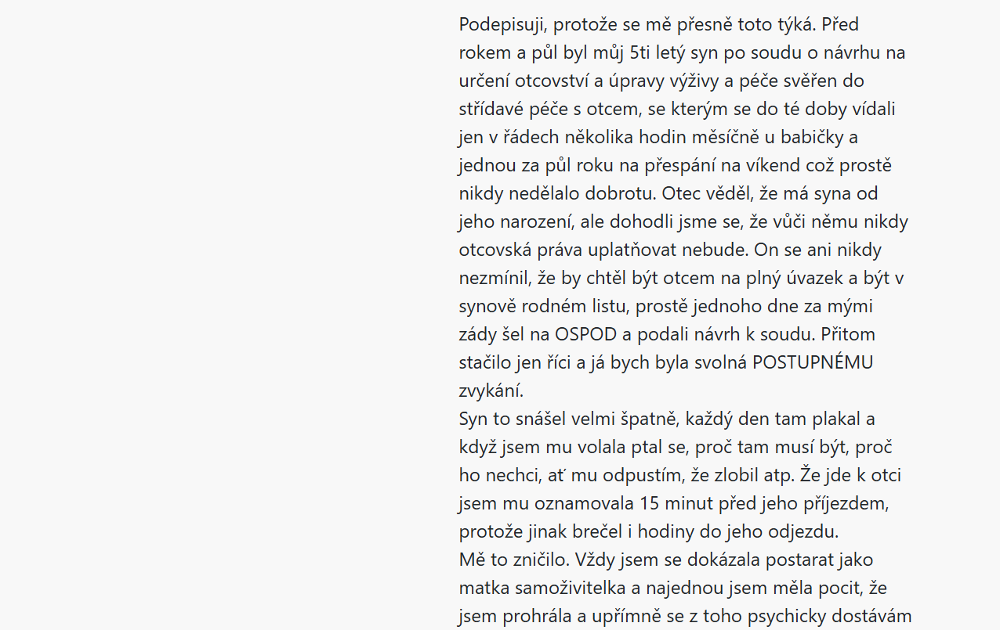 Podepisuji, protože se mě přesně toto týká. Před
rokem a půl byl můj 5ti letý syn po soudu o návrhu na
určení otcovství a úpravy výživy a péče svěřen do
střídavé péče s otcem, se kterým se do té doby vídali
jen v řádech několika hodin měsíčně u babičky a
jednou za půl roku na přespání na víkend což prostě
nikdy nedělalo dobrotu. Otec věděl, že má syna od
jeho narození, ale dohodli jsme se, že vůči němu nikdy
otcovská práva uplatňovat nebude. On se ani nikdy
nezmínil, že by chtěl být otcem na plný úvazek a být v
synově rodném listu, prostě jednoho dne za mými
zády šel na OSPOD a podali návrh k soudu. Přitom
stačilo jen říci a já bych byla svolná POSTUPNÉMU
zvykání.
Syn to snášel velmi špatně, každý den tam plakal a
když jsem mu volala ptal se, proč tam musí být, proč
ho nechci, ať mu odpustím, že zlobil atp. Že jde k otci
jsem mu oznamovala 15 minut před jeho příjezdem,
protože jinak brečel i hodiny do jeho odjezdu.
Mě to zničilo. Vždy jsem se dokázala postarat jako
matka samoživitelka a najednou jsem měla pocit, že
jsem prohrála a upřímně se z toho psychicky dostávám